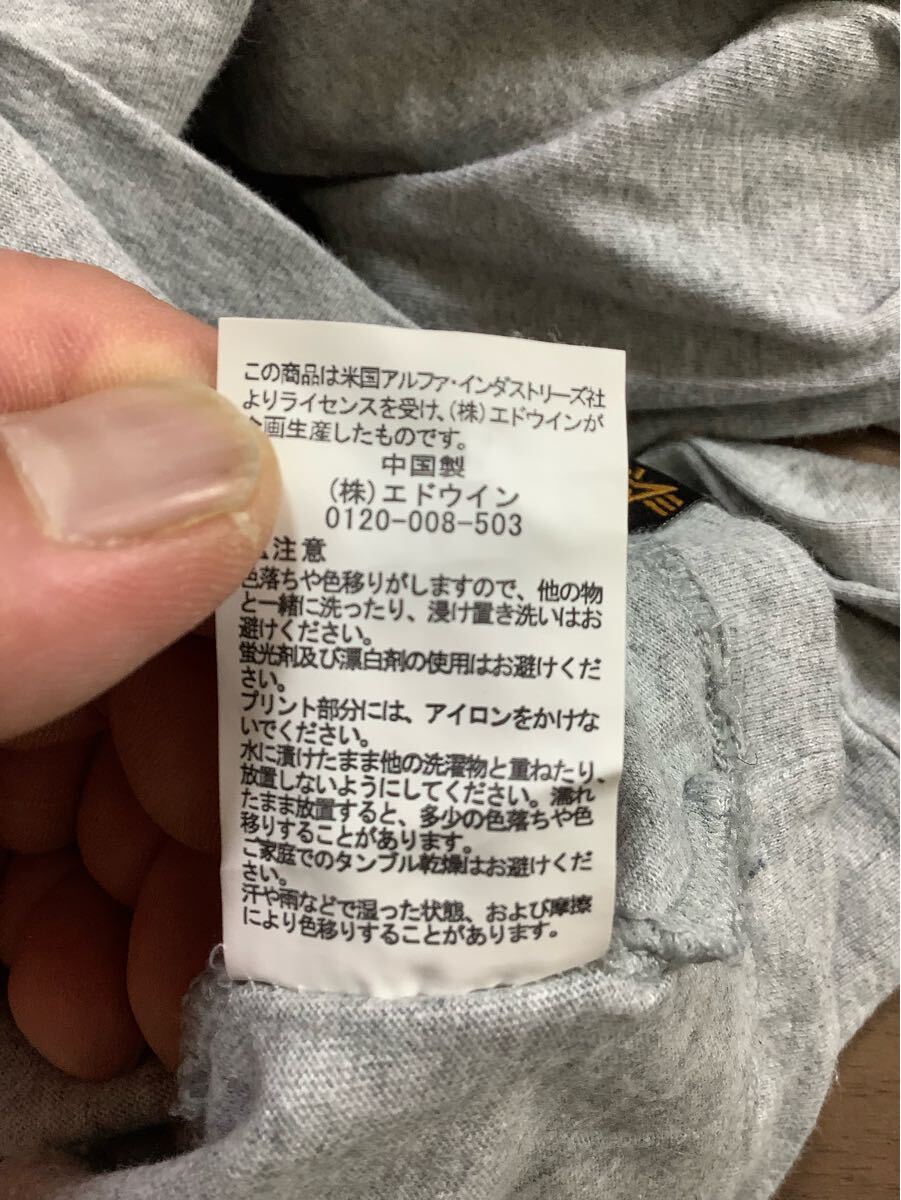 この商品は米国アルファ・インダストリーズ社
よりライセンスを受け、(株)エドウインが
企画生産したものです。
中国製
(株)エドウイン
0120-008-503
注意
色落ちや色移りがしますので、他の物
と一緒に洗ったり、浸け置き洗いはお
避けください。
蛍光剤及び漂白剤の使用はお避けくだ
さい。
プリント部分には、アイロンをかけな
いでください。
水に漬けたまま他の洗濯物と重ねたり、
放置しないようにしてください。濡れ
たまま放置すると、多少の色落ちや色
移りすることがあります。
ご家庭でのタンブル乾燥はお避けくだ
さい。
汗や雨などで湿った状態、および摩擦
により色移りすることがあります。